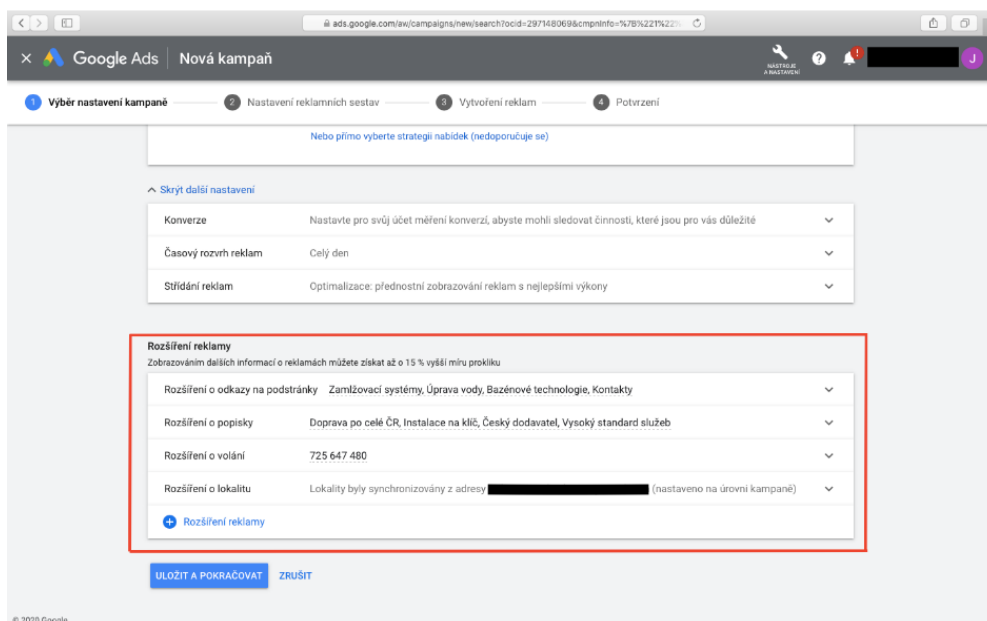 ads.google.com/aw/campaigns/new/search?ocid=297148069&cmpnInfo=%7B%221%22%
Google Ads Nová kampaň
NÁSTROJE
A NASTAVENÍ
? ! J
1 Výběr nastavení kampaně 2 Nastavení reklamních sestav 3 Vytvoření reklam 4 Potvrzení
Nebo přímo vyberte strategii nabídek (nedoporučuje se)
Skrýt další nastavení
Konverze Nastavte pro svůj účet měření konverzí, abyste mohli sledovat činnosti, které jsou pro vás důležité
Časový rozvrh reklam Celý den
Střídání reklam Optimalizace: přednostní zobrazování reklam s nejlepšími výkony
Rozšíření reklamy
Zobrazováním dalších informací o reklamách můžete získat až o 15 % vyšší míru prokliku
Rozšíření o odkazy na podstránky Zamlžovací systémy, Úprava vody, Bazénové technologie, Kontakty
Rozšíření o popisky Doprava po celé ČR, Instalace na klíč, Český dodavatel, Vysoký standard služeb
Rozšíření o volání 725 647 480
Rozšíření o lokalitu Lokality byly synchronizovány z adresy (nastaveno na úrovni kampaně)
Rozšíření reklamy
ULOŽIT A POKRAČOVAT ZRUŠIT
© 2020 Google